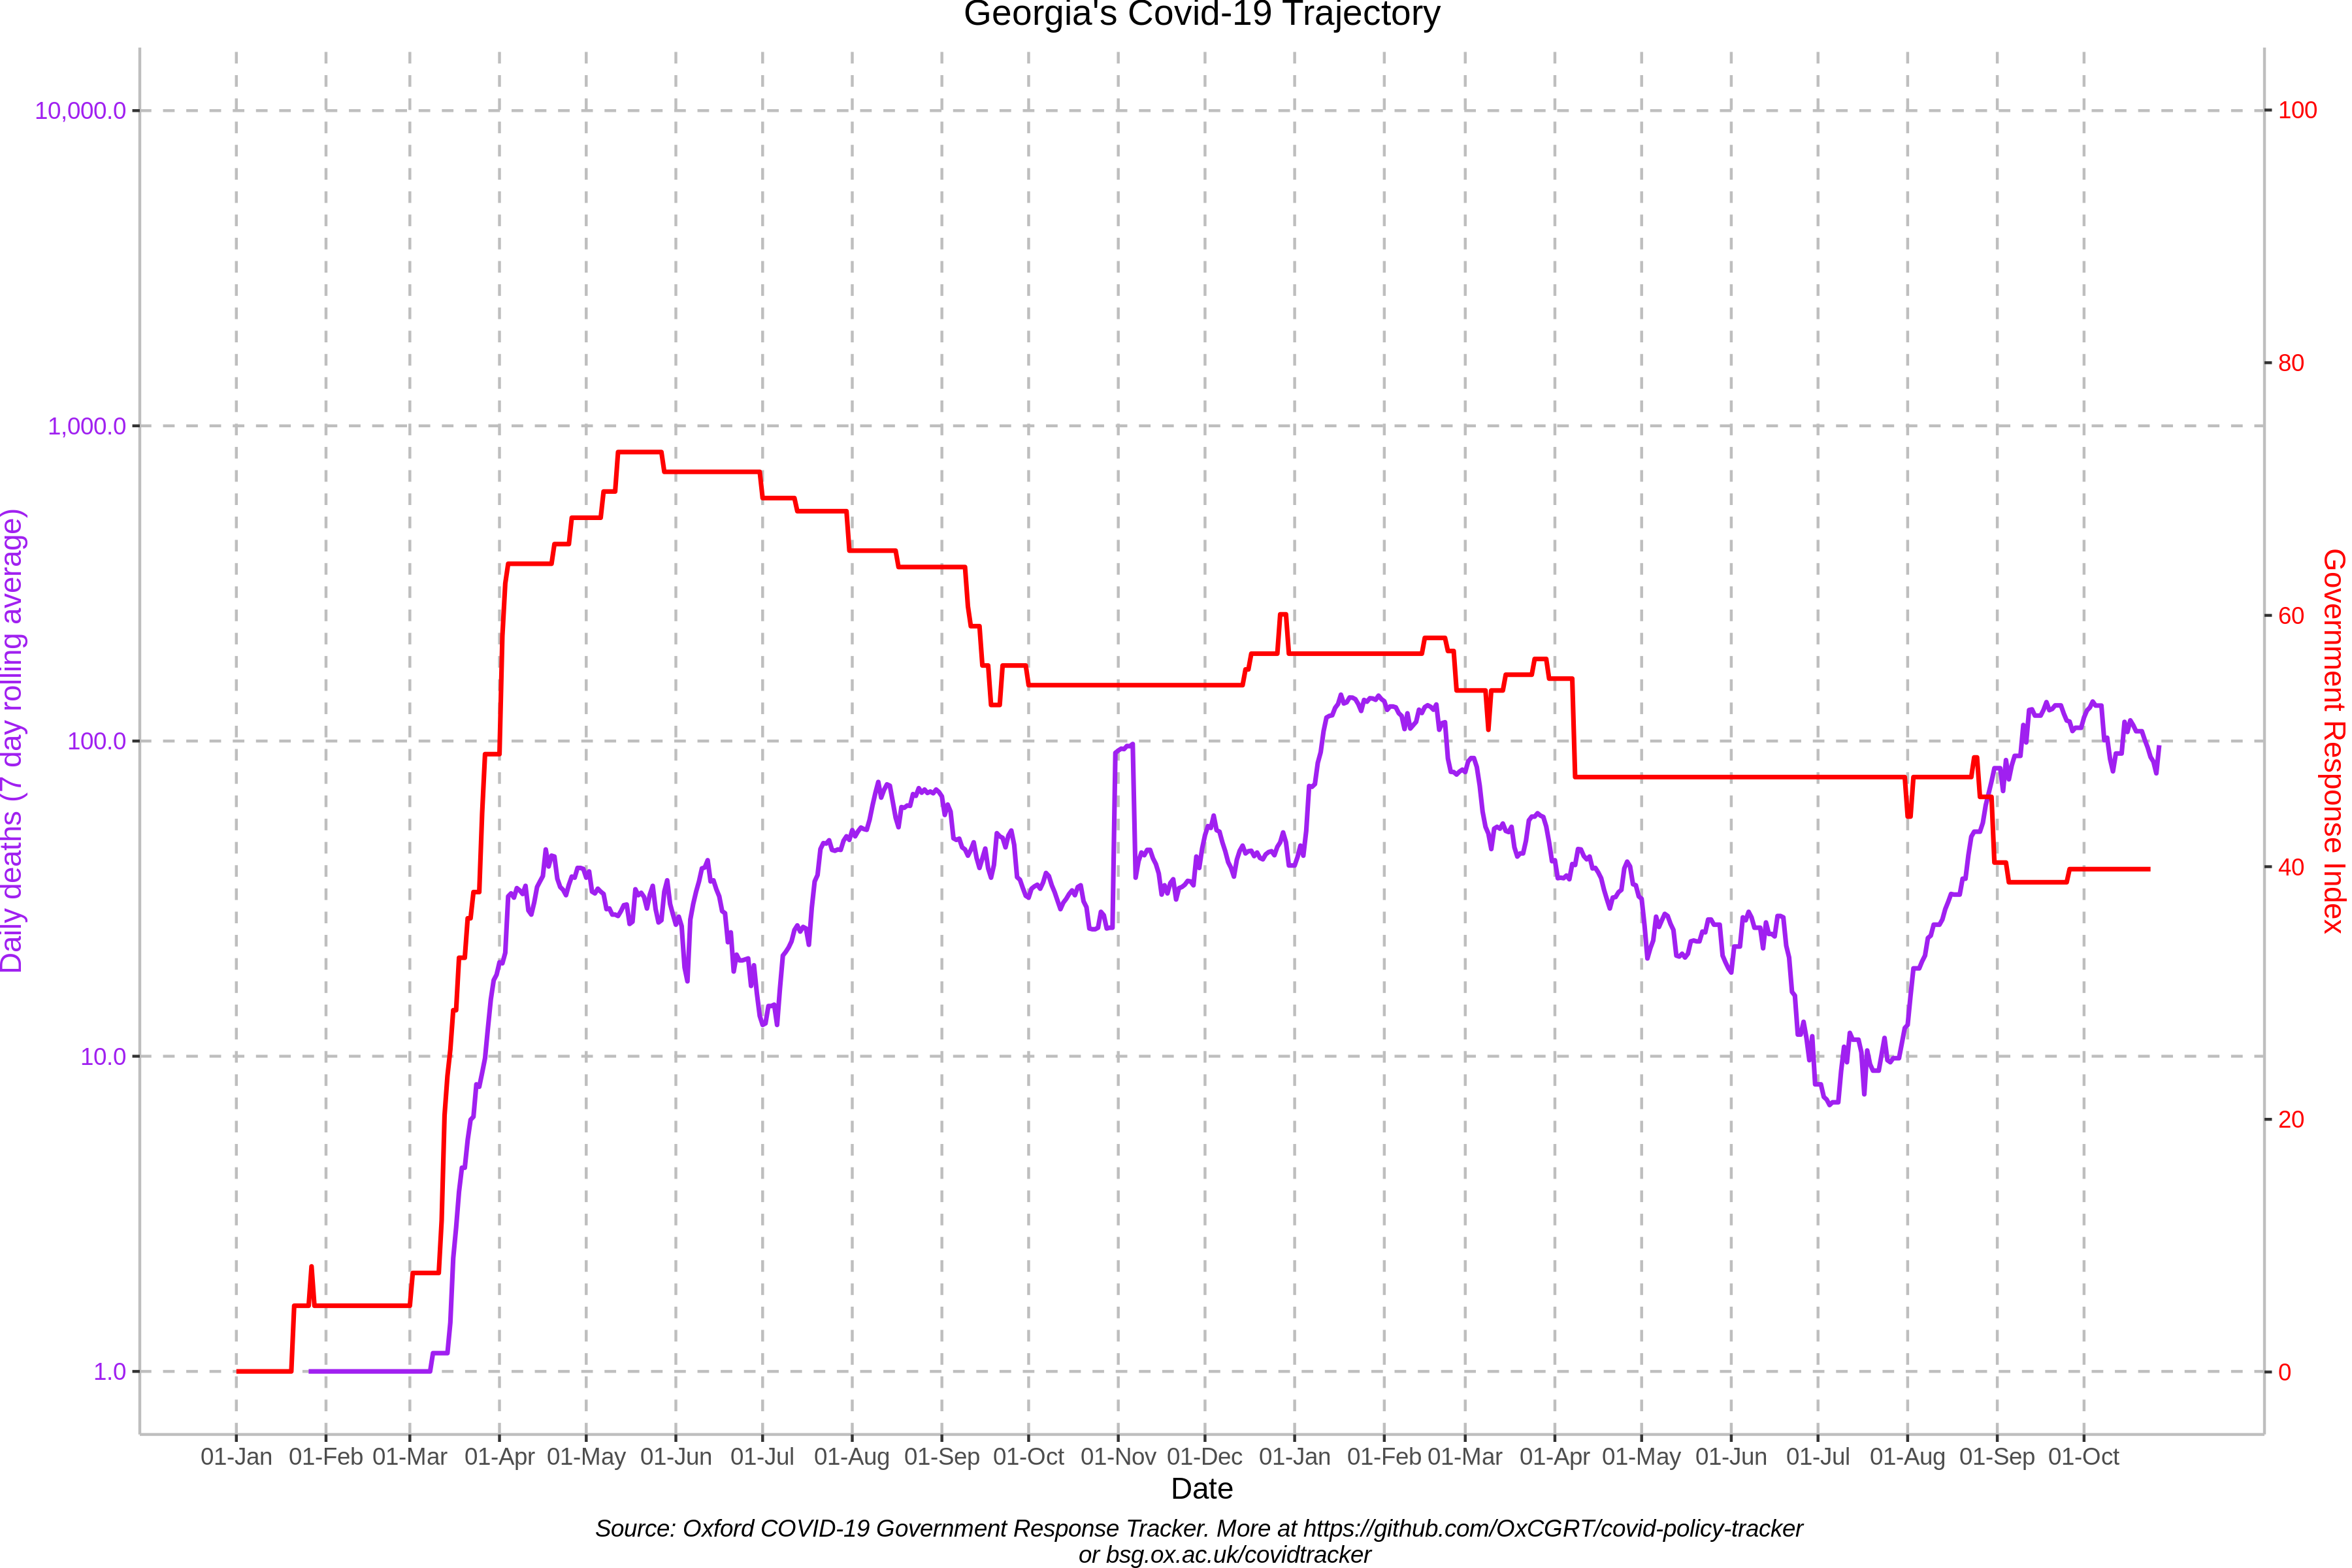 Georgia's Covid-19 Trajectory
10,000.0
1,000.0
100.0
10.0
1.0
Daily deaths (7 day rolling average)
100
80
60
40
20
0
Government Response Index
01-Jan 01-Feb 01-Mar 01-Apr 01-May 01-Jun 01-Jul 01-Aug 01-Sep 01-Oct 01-Nov 01-Dec 01-Jan 01-Feb 01-Mar 01-Apr 01-May 01-Jun 01-Jul 01-Aug 01-Sep 01-Oct
Date
Source: Oxford COVID-19 Government Response Tracker. More at https://github.com/OxCGRT/covid-policy-tracker
or bsg.ox.ac.uk/covidtracker